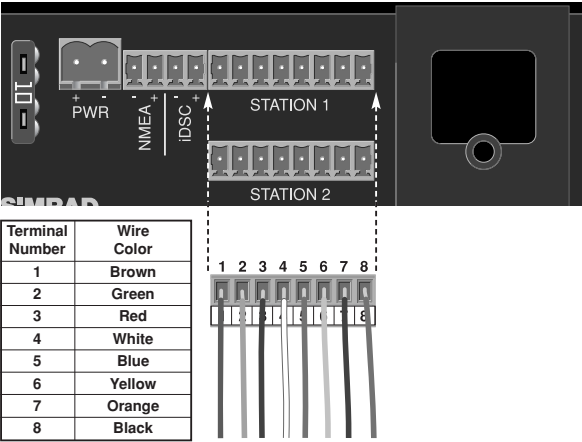 10
+ - - + - +
PWR
NMEA
iDSC
STATION 1
STATION 2
SIMRAD
Terminal Number Wire Color
1 Brown
2 Green
3 Red
4 White
5 Blue
6 Yellow
7 Orange
8 Black
1 2 3 4 5 6 7 8